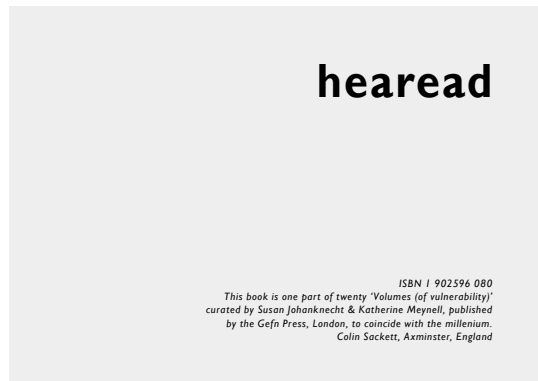 hearead
ISBN 1 902596 080
This book is one part of twenty ‘Volumes (of vulnerability)’
curated by Susan Johanknecht & Katherine Meynell, published
by the Gefn Press, London, to coincide with the millenium.
Colin Sackett, Axminster, England